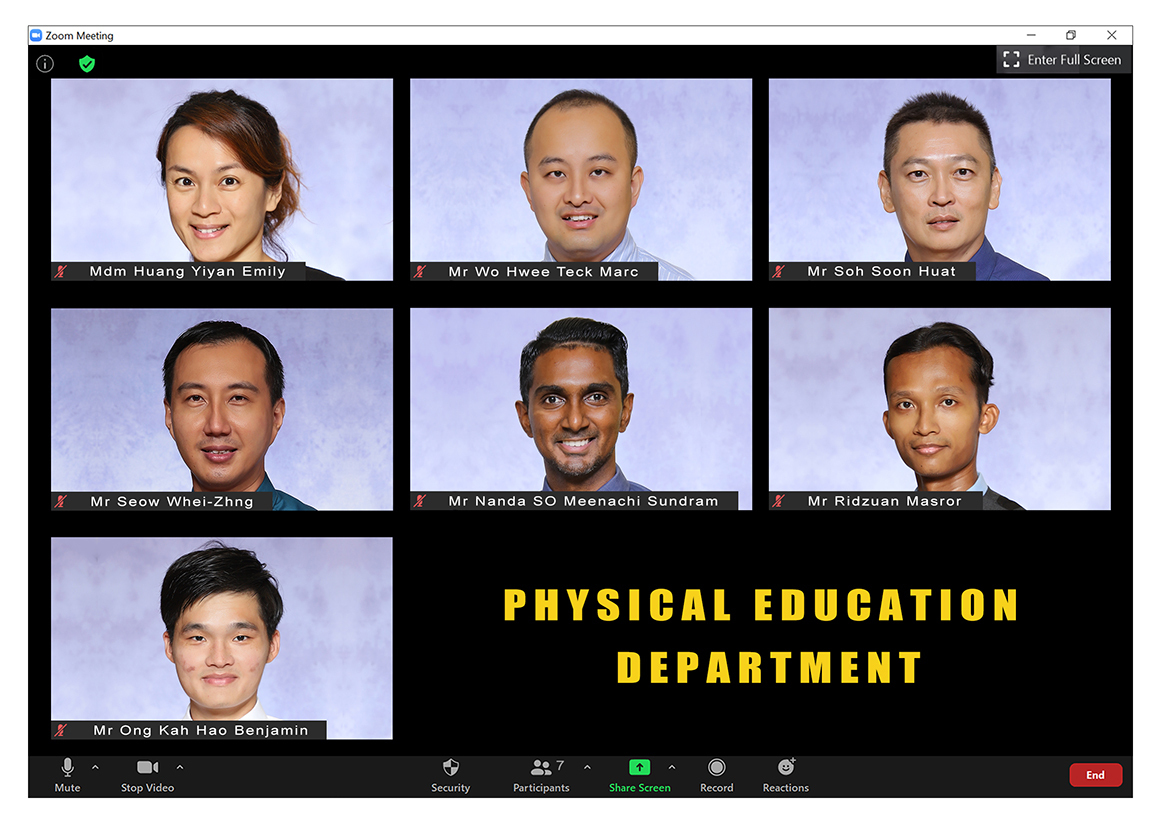 Zoom Meeting
Enter Full Screen
Mdm Huang Yiyan Emily
Mr Wo Hwee Teck Marc
Mr Soh Soon Huat
Mr Seow Whei-Zhng
Mr Nanda SO Meenachi Sundram
Mr Ridzuan Masror
Mr Ong Kah Hao Benjamin
PHYSICAL EDUCATION
DEPARTMENT
7
Mute
Stop Video
Security
Participants
Share Screen
Record
Reactions
End